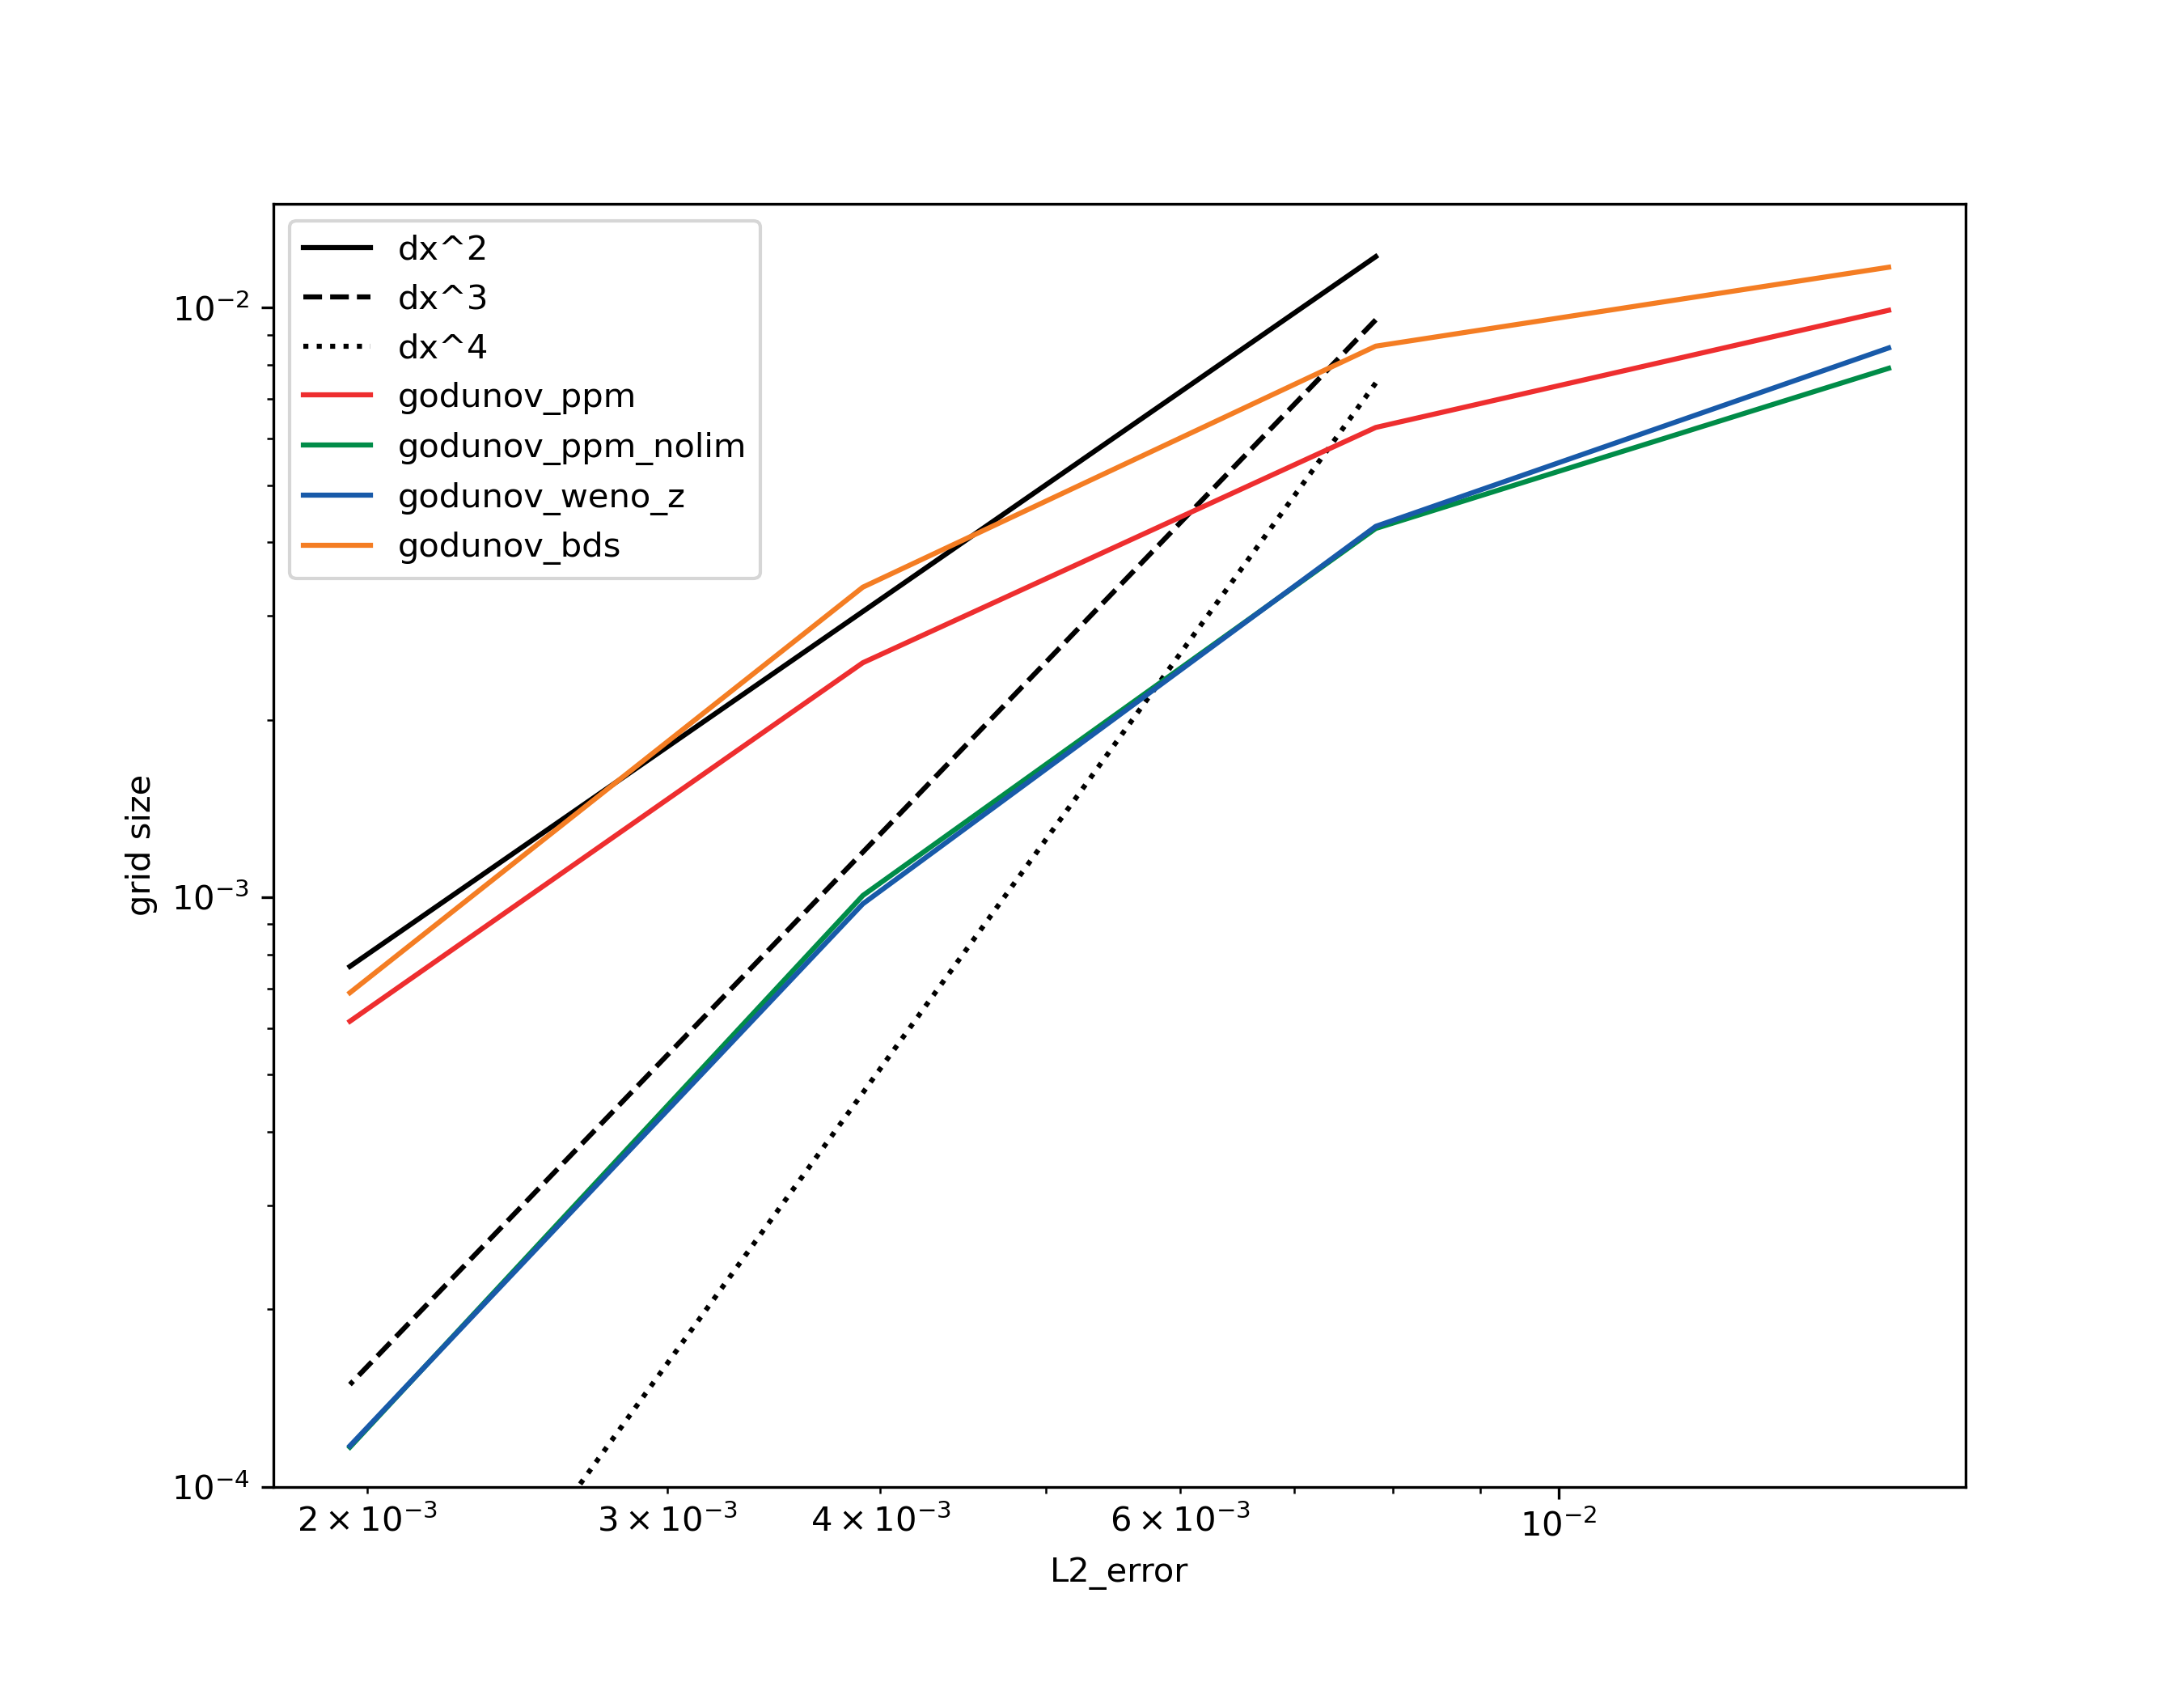 dx^2
dx^3
dx^4
godunov_ppm
godunov_ppm_nolim
godunov_weno_z
godunov_bds
10⁻²
10⁻³
10⁻⁴
grid size
2 × 10⁻³
3 × 10⁻³
4 × 10⁻³
6 × 10⁻³
10⁻²
L2_error